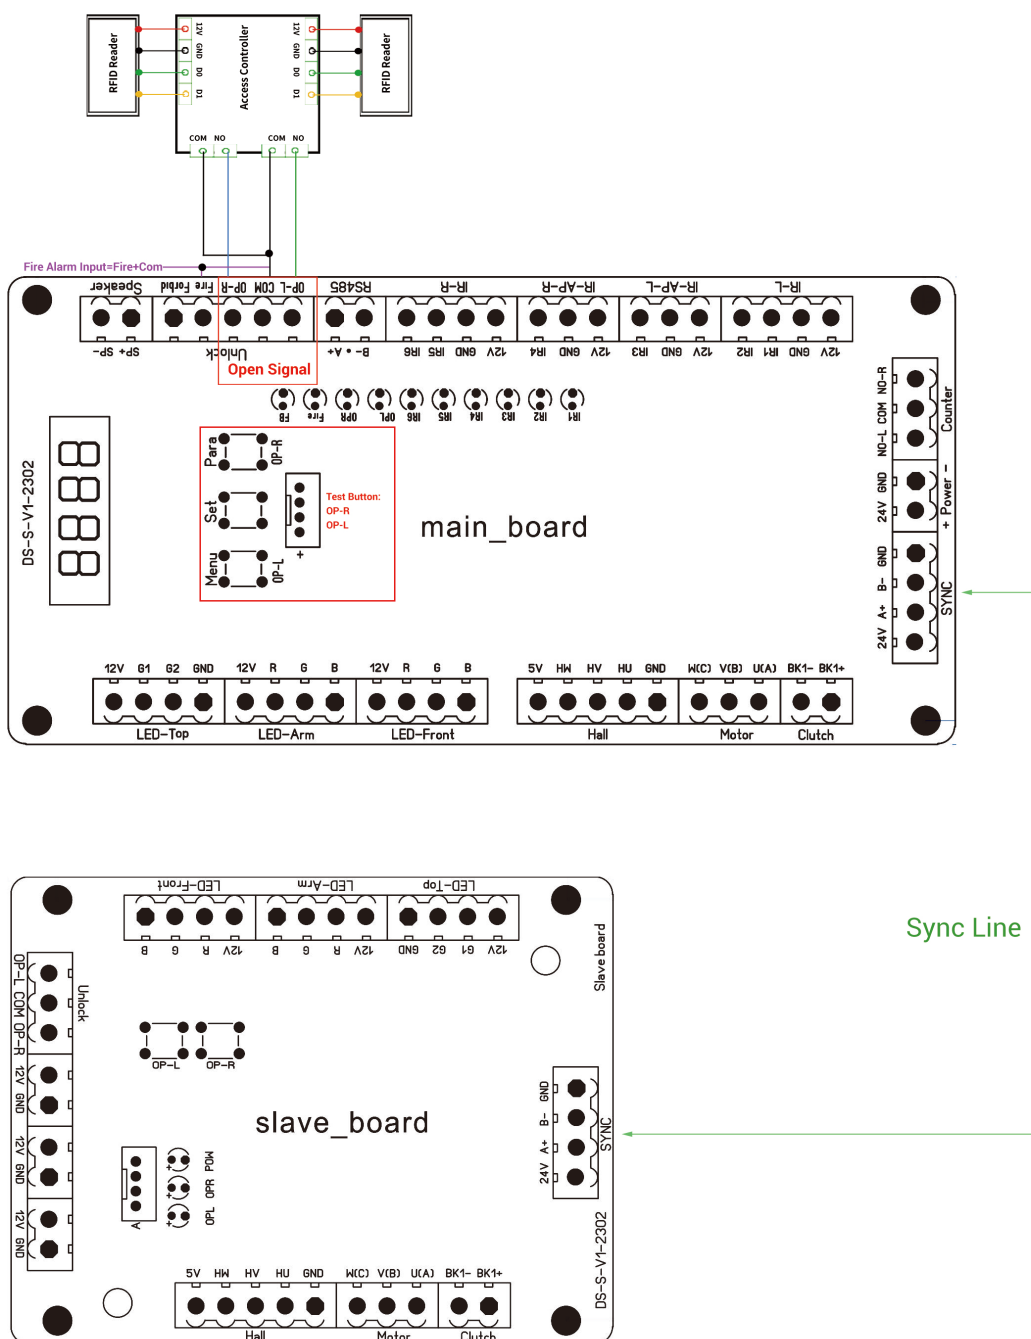 RFID Reader
12V
GND
D0
D1
Access Controller
12V
GND
D0
D1
RFID Reader
COM NO
COM NO
Fire Alarm Input=Fire+Com
Speaker
Forbid Fire OP-R COM OP-L
RS485
IR-R
IR-AP-R
IR-AP-L
IR-L
SP- SP+
Unlock
A+ • B-
IR6 IR5 GND 12V
IR4 GND 12V
IR3 GND 12V
IR2 IR1 GND 12V
Open Signal
FB Fire OPR OPL IR6 IR5 IR4 IR3 IR2 IR1
DS-S-V1-2302
Para
OP-R
Set
Menu
OP-L
+
Test Button:
OP-R
OP-L
main_board
NO-L COM NO-R
Counter
24V GND
+ Power -
24V A+ B- GND
SYNC
12V G1 G2 GND
12V R G B
12V R G B
5V HW HV HU GND
W(C) V(B) U(A)
BK1- BK1+
LED-Top
LED-Arm
LED-Front
Hall
Motor
Clutch
LED-Front
LED-Arm
LED-Top
B G R 12V
B G R 12V
GND G2 G1 12V
Slave board
Sync Line
OP-L COM OP-R
Unlock
12V GND
12V GND
12V GND
OP-L
OP-R
slave_board
24V A+ B- GND
SYNC
A
+ POW
+ OPR
+ OPL
DS-S-V1-2302
5V HW HV HU GND
W(C) V(B) U(A)
BK1- BK1+
Hall
Motor
Clutch